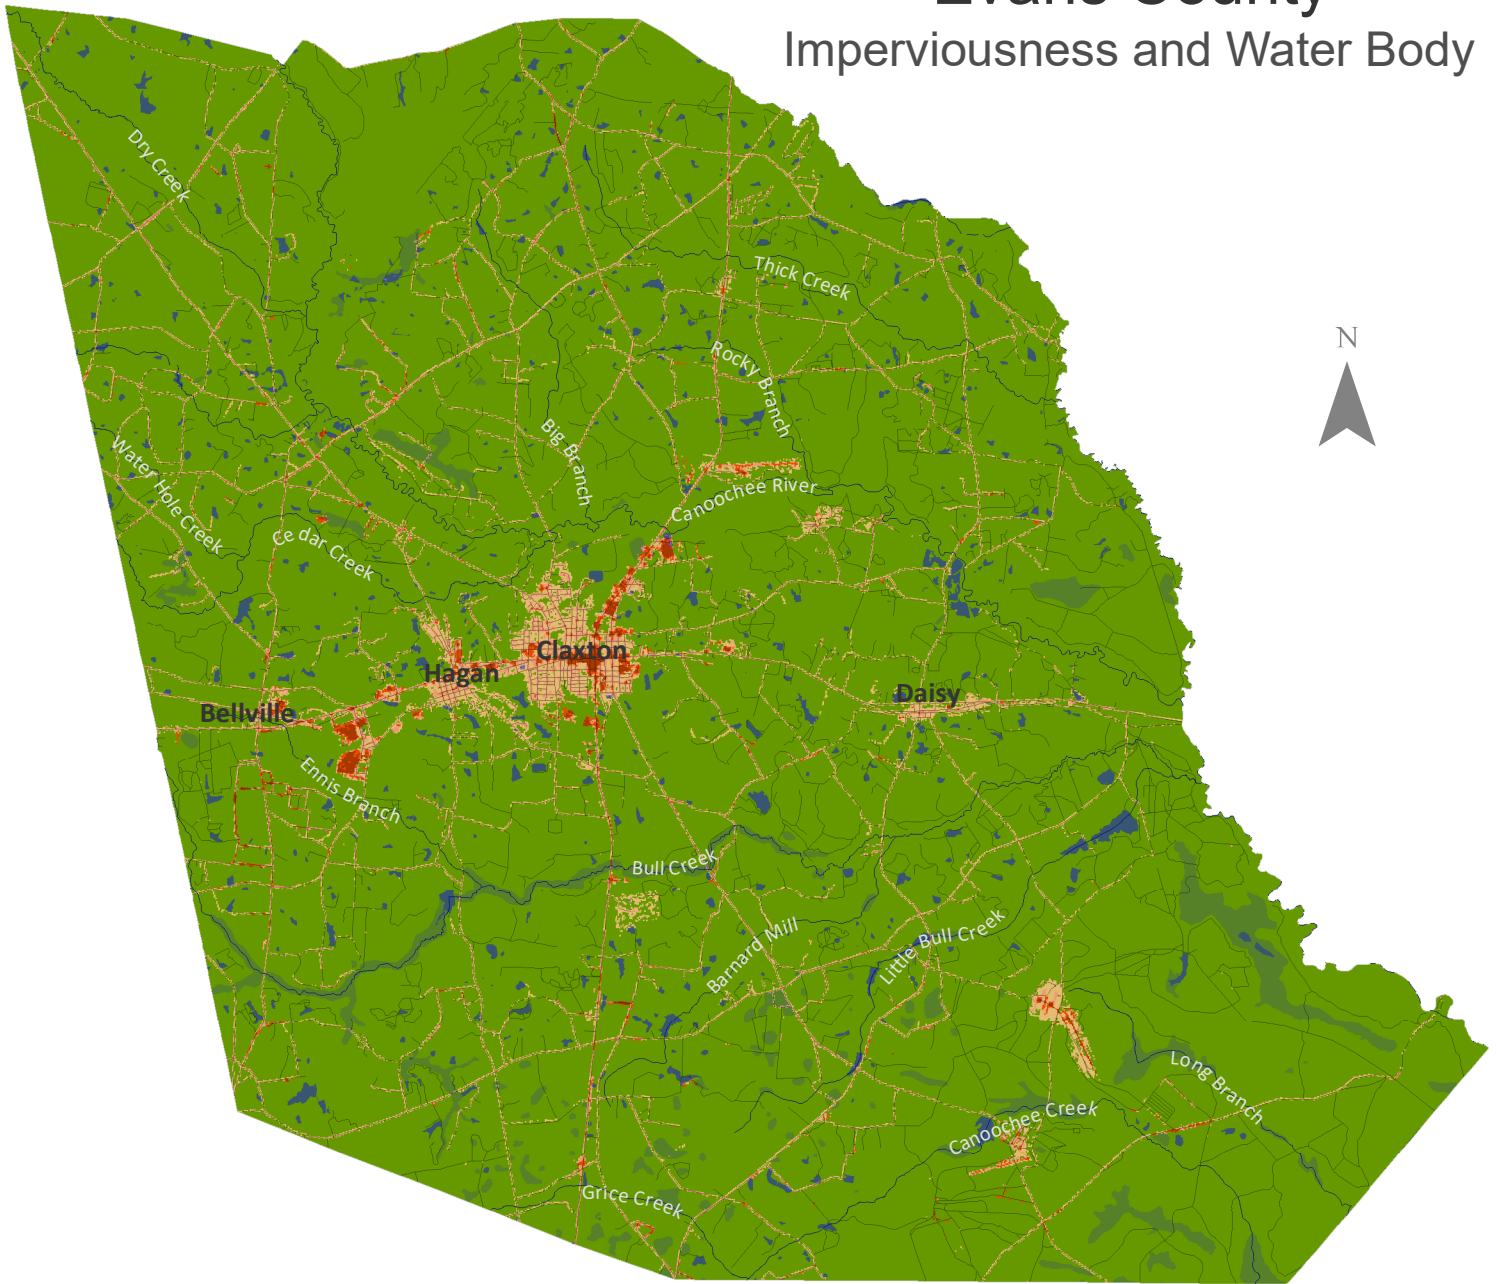 Evans County
Imperviousness and Water Body
Dry Creek
Thick Creek
N
Rocky Branch
Big Branch
Water Hole Creek
Canoochee River
Ce dar Creek
Claxton
Hagan
Daisy
Bellville
Ennis Branch
Bull Creek
Barnard Mill
Little Bull Creek
Long Branch
Canoochee Creek
Grice Creek